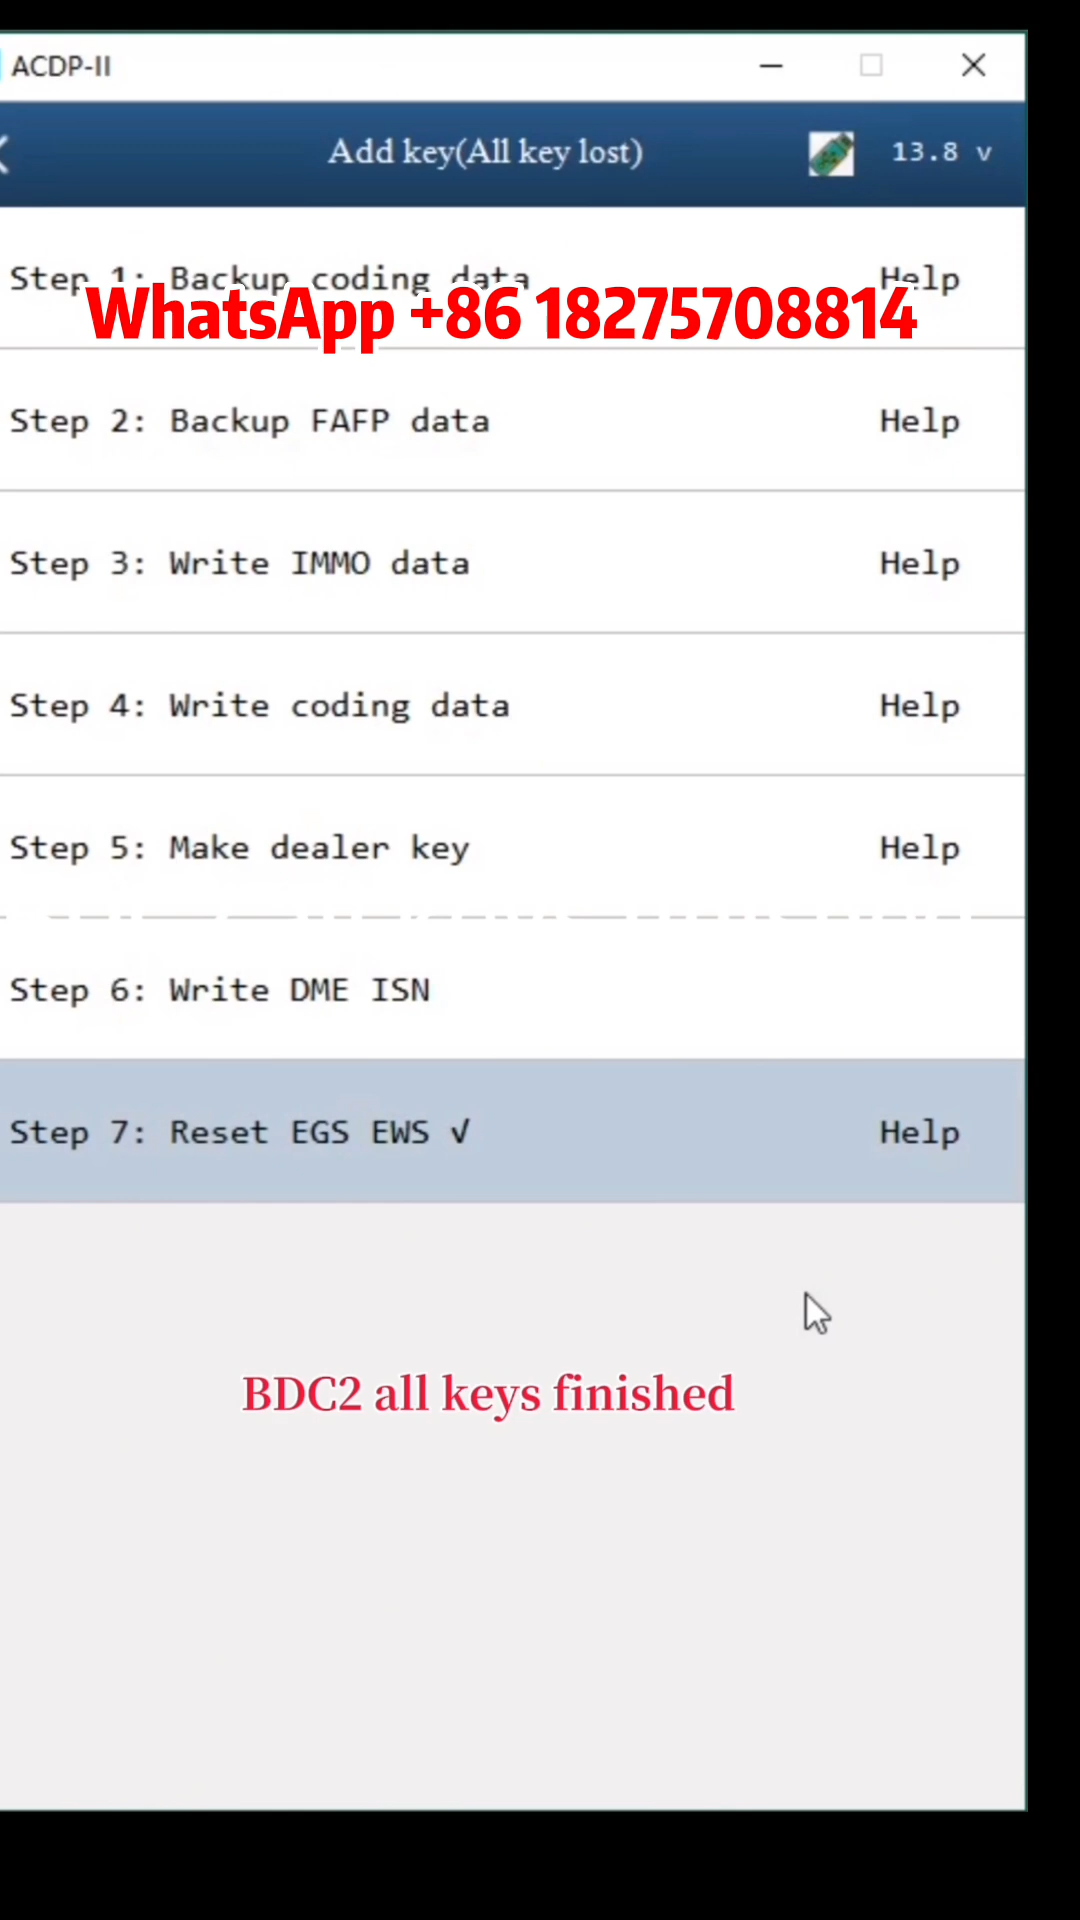 ACDP-II
Add key(All key lost)
13.8 v
Step 1: Backup coding data Help
WhatsApp +86 18275708814
Step 2: Backup FAFP data Help
Step 3: Write IMMO data Help
Step 4: Write coding data Help
Step 5: Make dealer key Help
Step 6: Write DME ISN
Step 7: Reset EGS EWS √ Help
BDC2 all keys finished